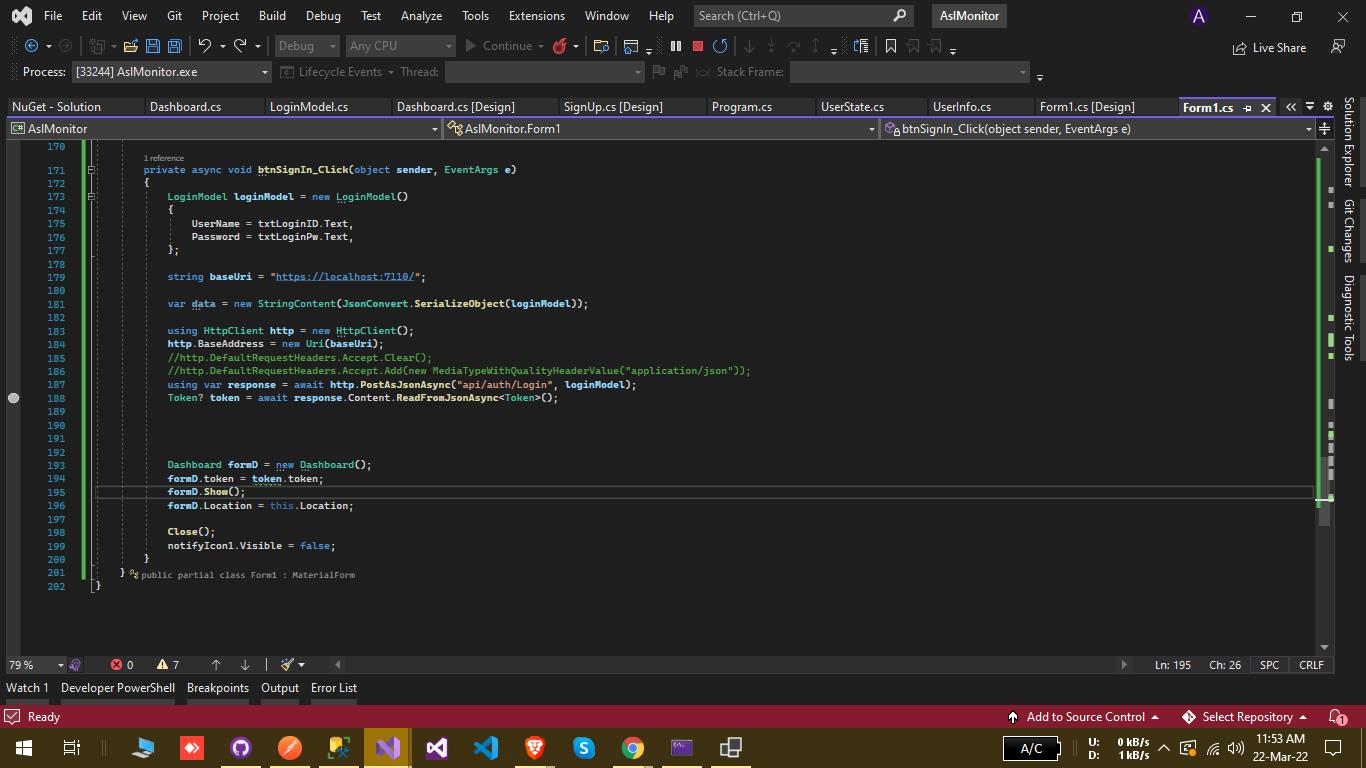 File Edit View Git Project Build Debug Test Analyze Tools Extensions Window Help Search (Ctrl+Q) AslMonitor A
Debug Any CPU Continue Live Share
Process: [33244] AslMonitor.exe Lifecycle Events Thread: Stack Frame:
NuGet - Solution Dashboard.cs LoginModel.cs Dashboard.cs [Design] SignUp.cs [Design] Program.cs UserState.cs UserInfo.cs Form1.cs [Design] Form1.cs
C# AslMonitor AslMonitor.Form1 btnSignIn_Click(object sender, EventArgs e)
170
1 reference
171 private async void btnSignIn_Click(object sender, EventArgs e)
172 {
173 LoginModel loginModel = new LoginModel()
174 {
175 UserName = txtLoginID.Text,
176 Password = txtLoginPw.Text,
177 };
178
179 string baseUri = "https://localhost:7110/";
180
181 var data = new StringContent(JsonConvert.SerializeObject(loginModel));
182
183 using HttpClient http = new HttpClient();
184 http.BaseAddress = new Uri(baseUri);
185 //http.DefaultRequestHeaders.Accept.Clear();
186 //http.DefaultRequestHeaders.Accept.Add(new MediaTypeWithQualityHeaderValue("application/json"));
187 using var response = await http.PostAsJsonAsync("api/auth/Login", loginModel);
188 Token? token = await response.Content.ReadFromJsonAsync<Token>();
189
190
191
192
193 Dashboard formD = new Dashboard();
194 formD.token = token.token;
195 formD.Show();
196 formD.Location = this.Location;
197
198 Close();
199 notifyIcon1.Visible = false;
200 }
201 } public partial class Form1 : MaterialForm
202 }
Solution Explorer
Git Changes
Diagnostic Tools
79 % 0 7 Ln: 195 Ch: 26 SPC CRLF
Watch 1 Developer PowerShell Breakpoints Output Error List
Ready Add to Source Control Select Repository 1
A/C U: 0 kB/s 11:53 AM
D: 1 kB/s 22-Mar-22